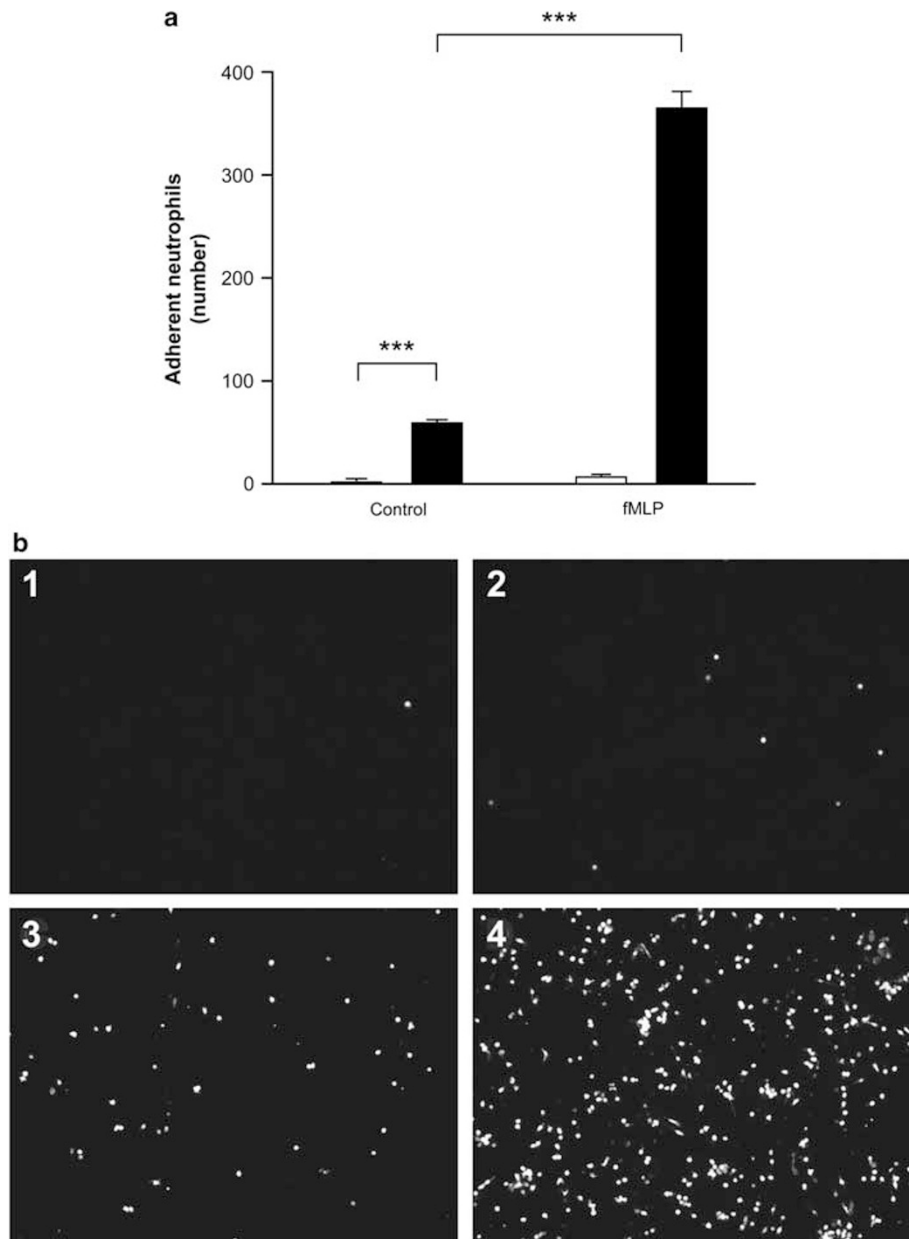 a
***
400
300
200
100
0
Adherent neutrophils
(number)
***
Control
fMLP
b
1
2
3
4